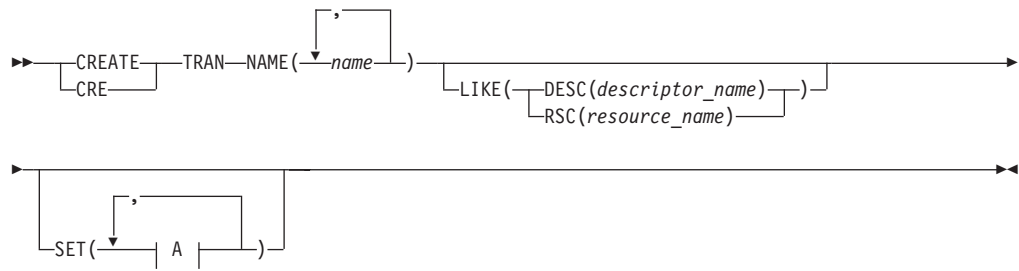 ,
CREATE TRAN NAME( name )
CRE LIKE( DESC(descriptor_name) )
RSC(resource_name)
,
SET( A )